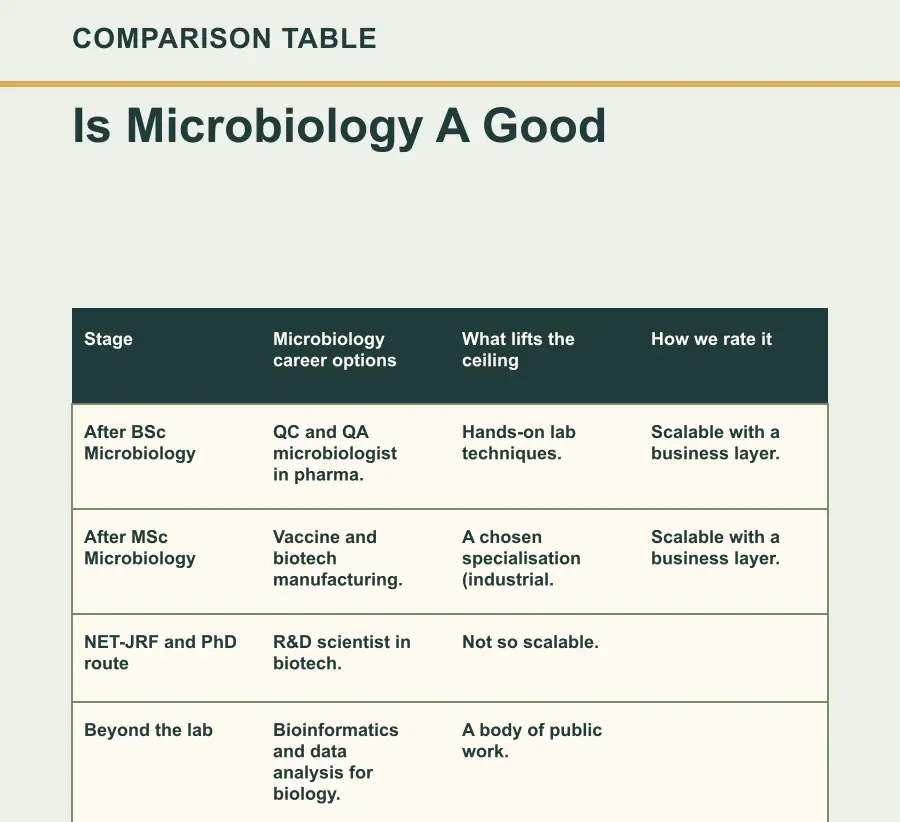 COMPARISON TABLE
Is Microbiology A Good
Stage
Microbiology
career options
What lifts the
ceiling
How we rate it
After BSc
Microbiology
QC and QA
microbiologist
in pharma.
Hands-on lab
techniques.
Scalable with a
business layer.
After MSc
Microbiology
Vaccine and
biotech
manufacturing.
A chosen
specialisation
(industrial.
Scalable with a
business layer.
NET-JRF and PhD
route
R&D scientist in
biotech.
Not so scalable.
Beyond the lab
Bioinformatics
and data
analysis for
biology.
A body of public
work.